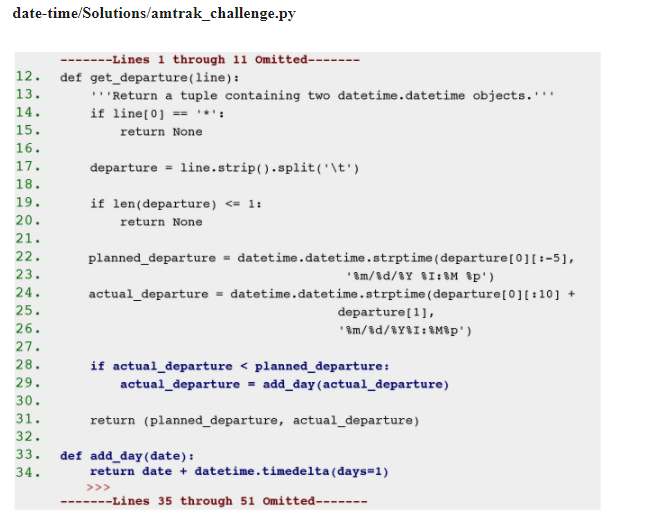 date-time/Solutions/amtrak_challenge.py
-------Lines 1 through 11 Omitted-------
12. def get_departure(line):
13. '''Return a tuple containing two datetime.datetime objects.'''
14. if line[0] == '*':
15. return None
16.
17. departure = line.strip().split('\t')
18.
19. if len(departure) <= 1:
20. return None
21.
22. planned_departure = datetime.datetime.strptime(departure[0][:-5],
23. '%m/%d/%Y %I:%M %p')
24. actual_departure = datetime.datetime.strptime(departure[0][:10] +
25. departure[1],
26. '%m/%d/%Y%I:%M%p')
27.
28. if actual_departure < planned_departure:
29. actual_departure = add_day(actual_departure)
30.
31. return (planned_departure, actual_departure)
32.
33. def add_day(date):
34. return date + datetime.timedelta(days=1)
>>>
-------Lines 35 through 51 Omitted-------